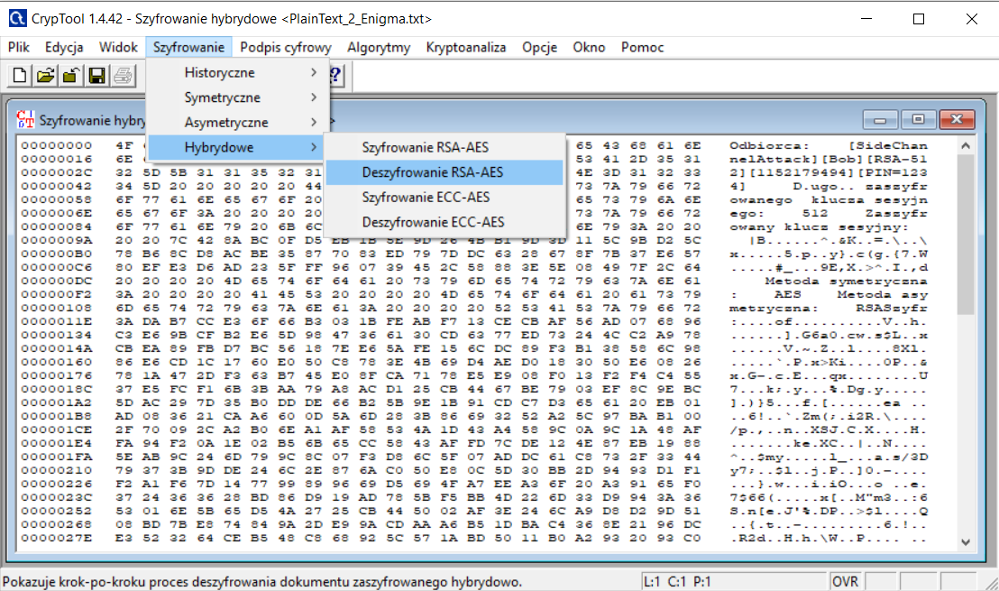 CrypTool 1.4.42 - Szyfrowanie hybrydowe <PlainText_2_Enigma.txt>
Plik Edycja Widok Szyfrowanie Podpis cyfrowy Algorytmy Kryptoanaliza Opcje Okno Pomoc
Historyczne
Symetryczne
Asymetryczne
Hybrydowe
Szyfrowanie RSA-AES
Deszyfrowanie RSA-AES
Szyfrowanie ECC-AES
Deszyfrowanie ECC-AES
Szyfrowanie hybry
00000000 4F 65 43 68 61 6E Odbiorca: [SideChan
00000016 6E 53 41 2D 35 31 nelAttack][Bob][RSA-51
0000002C 32 5D 5B 31 31 35 32 31 4E 3D 31 32 33 2][1152179494][PIN=123
00000042 34 5D 20 20 20 20 20 44 73 7A 79 66 72 4] D.ugo.. zaszyfr
00000058 6F 77 61 6E 65 67 6F 20 65 73 79 6A 6E owanego klucza sesyjn
0000006E 65 67 6F 3A 20 20 20 20 73 7A 79 66 72 ego: 512 Zaszyfr
00000084 6F 77 61 6E 79 20 6B 6C 6E 79 3A 20 20 owany klucz sesyjny:
0000009A 20 20 7C 42 8A BC 0F D5 EB 1B 5E 9D 26 4B B1 9D 3D 11 5C 9B D2 5C |B......^.&K..=.\..\
000000B0 78 B6 8C D8 AC BE 35 87 70 83 ED 79 7D DC 63 28 67 8F 7B 37 E6 57 x.....5.p..y}.c(g.{7.W
000000C6 80 EF E3 D6 AD 23 5F FF 96 07 39 45 2C 58 88 3E 5E 08 49 7F 2C 64 .....#_...9E,X.>^.I.,d
000000DC 20 20 20 20 4D 65 74 6F 64 61 20 73 79 6D 65 74 72 79 63 7A 6E 61 Metoda symetryczna
000000F2 3A 20 20 20 20 41 45 53 20 20 20 20 4D 65 74 6F 64 61 20 61 73 79 : AES Metoda asy
00000108 6D 65 74 72 79 63 7A 6E 61 3A 20 20 20 20 52 53 41 53 7A 79 66 72 metryczna: RSASzyfr
0000011E 3A DA B7 CC E3 6F 66 B3 03 1B FE AB F7 13 CE CB AF 56 AD 07 68 96 :....of..........V..h.
00000134 C3 E6 9B CF B2 E6 5D 98 47 36 61 30 CD 63 77 ED 73 24 4C C2 A9 78 ......].G6a0.cw.s$L..x
0000014A CB EA 89 FB D7 BC 56 18 7E E6 5A FE 15 6C DC 89 F3 B1 38 58 6C 98 ......V.~.Z..l....8Xl.
00000160 86 E6 CD 1C 17 60 E0 50 C8 78 3E 4B 69 D4 AE D0 18 30 50 E6 08 26 .....`.P.x>Ki....0P..&
00000176 78 1A 47 2D F3 63 B7 45 E0 8F CA 71 78 E5 E9 08 F0 13 F2 F4 C4 55 x.G-.c.E...qx........U
0000018C 37 E5 FC F1 6B 3B AA 79 A8 AC D1 25 CB 44 67 BE 79 03 EF 8C 9E BC 7...k;.y...%.Dg.y.....
000001A2 5D AC 29 7D 35 B0 DD DE 66 B2 5B 9E 1B 91 CD C7 D3 65 61 20 EB 01 ].)}5...f.[......ea ..
000001B8 AD 08 36 21 CA A6 60 0D 5A 6D 28 3B 86 69 32 52 A2 5C 97 BA B1 00 ..6!..`.Zm(;.i2R.\....
000001CE 2F 70 09 2C A2 B0 6E A1 AF 58 53 4A 1D 43 A4 58 9C 0A 9C 1A 48 AF /p.,..n..XSJ.C.X....H.
000001E4 FA 94 F2 0A 1E 02 B5 6B 65 CC 58 43 AF FD 7C DE 12 4E 87 EB 19 88 .......ke.XC..|..N....
000001FA 5E AB 9C 24 6D 79 9C 8C 07 F3 D8 6C 5F 07 AD DC 61 C8 73 2F 33 44 ^..$my.....l_...a.s/3D
00000210 79 37 3B 9D DE 24 6C 2E 87 6A C0 50 E8 0C 5D 30 BB 2D 94 93 D1 F1 y7;..$l..j.P..]0.-....
00000226 F2 A1 F6 7D 14 77 99 89 96 69 D5 69 4F A7 EE A3 6F 20 A3 91 65 F0 ...}.w...i.iO...o ..e.
0000023C 37 24 36 36 28 BD 86 D9 19 AD 78 5B F5 BB 4D 22 6D 33 D9 94 3A 36 7$66(.....x[..M"m3..:6
00000252 53 01 6E 5B 65 D5 4A 27 25 CB 44 50 02 AF 3E 24 6C A9 D8 D2 9D 51 S.n[e.J'%.DP..>$l....Q
00000268 08 BD 7B E8 74 84 9A 2D E9 9A CD AA A6 B5 1D BA C4 36 8E 21 96 DC ..{.t..-.........6.!..
0000027E E3 52 32 64 CE B5 48 C8 68 92 5C 57 1A BD 50 11 B0 A2 93 20 93 C0 .R2d..H.h.\W..P.... ..
Pokazuje krok-po-kroku proces deszyfrowania dokumentu zaszyfrowanego hybrydowo. L:1 C:1 P:1 OVR